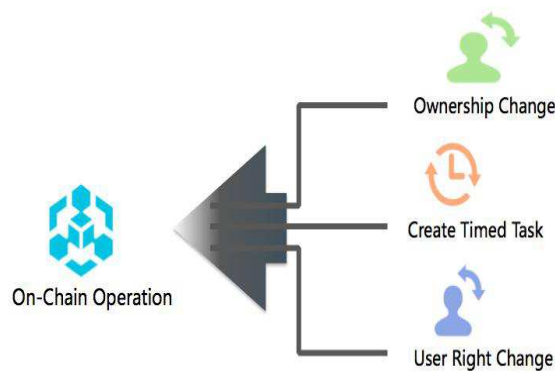 Ownership Change
Create Timed Task
On-Chain Operation
User Right Change